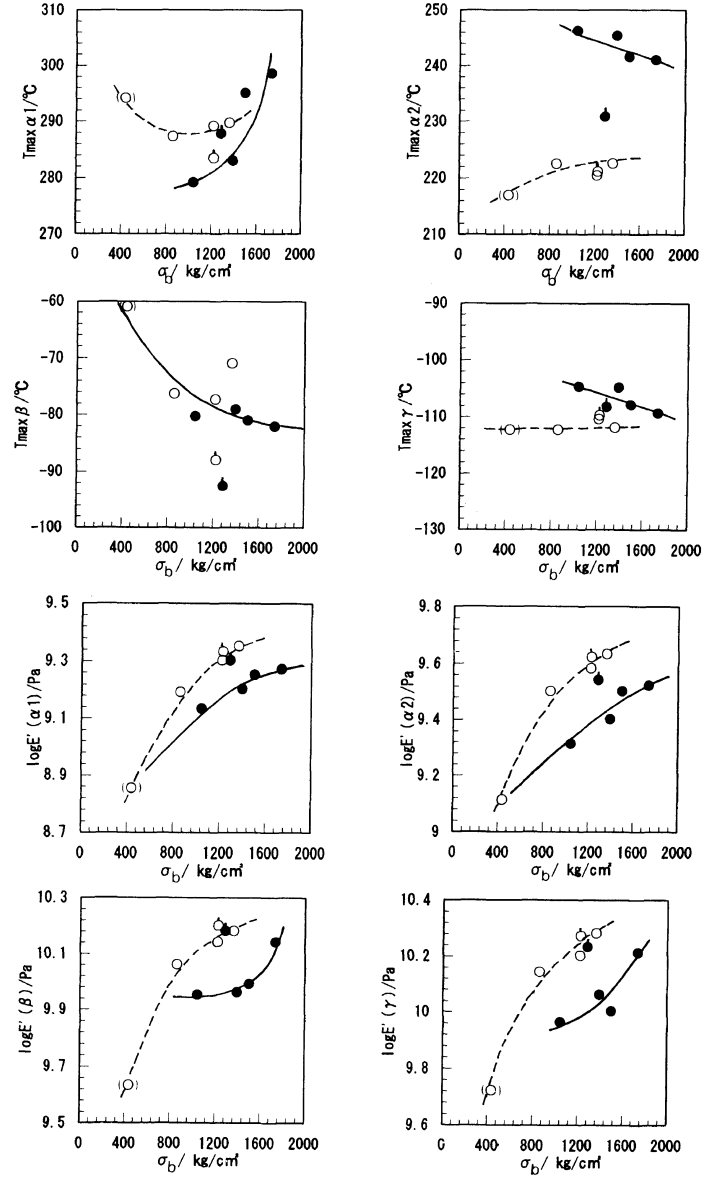 310
300
290
280
270
Tmax α1/℃
0 400 800 1200 1600 2000
σb/ kg/c㎡
250
240
230
220
210
Tmax α2/℃
0 400 800 1200 1600 2000
σb/ kg/c㎡
-60
-70
-80
-90
-100
Tmax β/℃
0 400 800 1200 1600 2000
σb/ kg/c㎡
-90
-100
-110
-120
-130
Tmax γ/℃
0 400 800 1200 1600 2000
σb/ kg/c㎡
9.5
9.3
9.1
8.9
8.7
logE' (α1)/Pa
0 400 800 1200 1600 2000
σb/ kg/c㎡
9.8
9.6
9.4
9.2
9
logE' (α2)/Pa
0 400 800 1200 1600 2000
σb/ kg/c㎡
10.3
10.1
9.9
9.7
9.5
logE' (β)/Pa
0 400 800 1200 1600 2000
σb/ kg/c㎡
10.4
10.2
10
9.8
9.6
logE' (γ)/Pa
0 400 800 1200 1600 2000
σb/ kg/c㎡